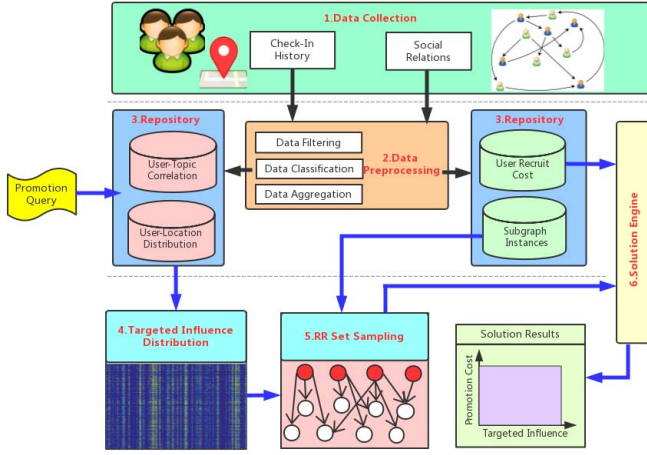 1.Data Collection
Check-In
History
Social
Relations
3.Repository
User-Topic
Correlation
User-Location
Distribution
Data Filtering
Data Classification
Data Aggregation
2.Data
Preprocessing
3.Repository
User Recruit
Cost
Subgraph
Instances
Promotion
Query
6.Solution Engine
4.Targeted Influence
Distribution
5.RR Set Sampling
Solution Results
Promotion Cost
Targeted Influence